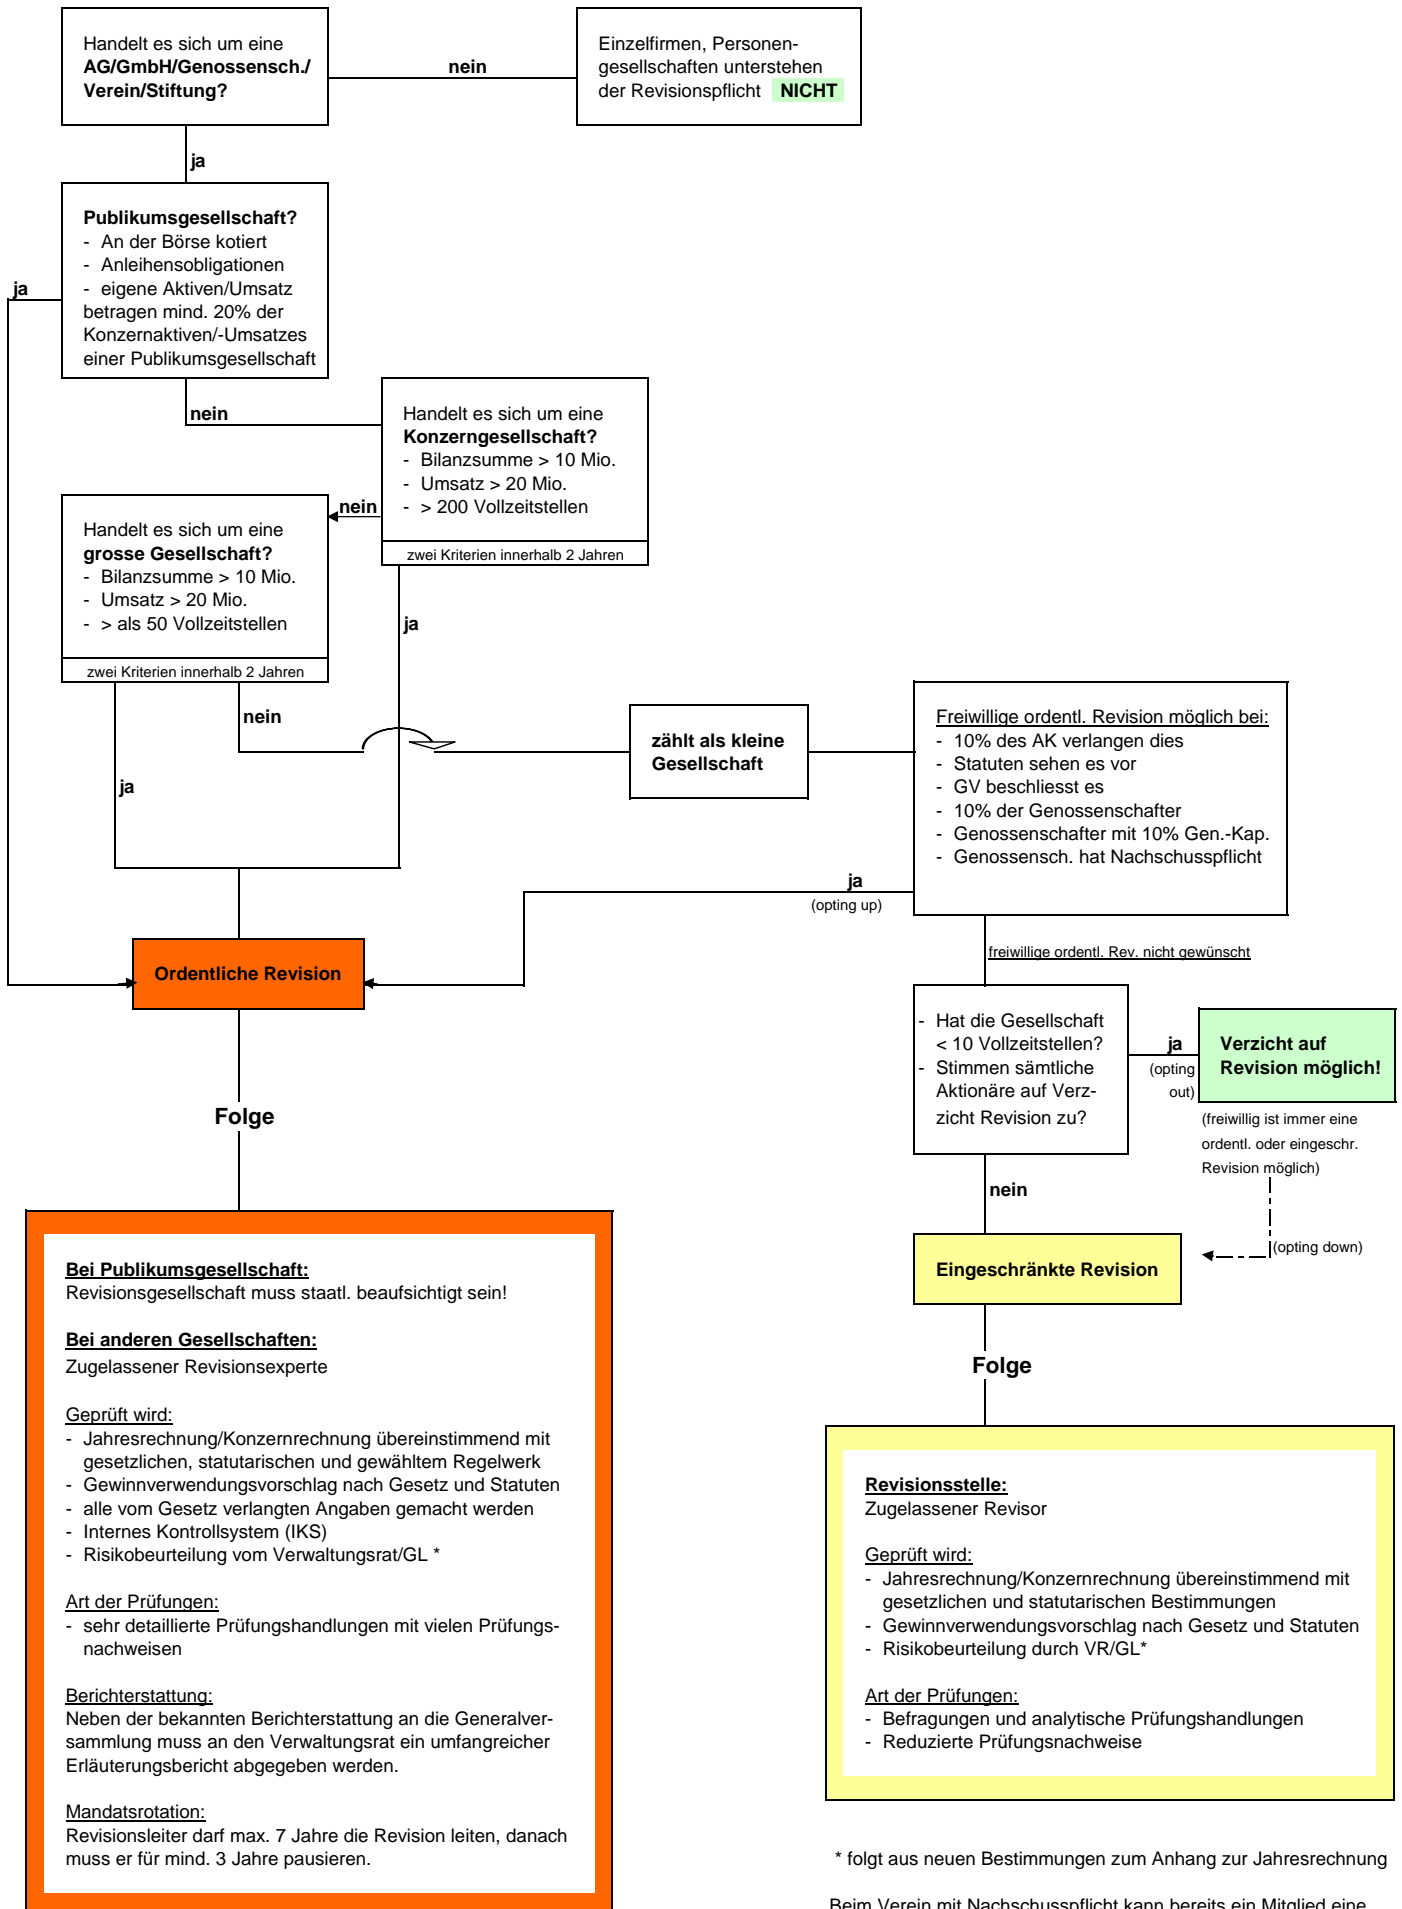 Handelt es sich um eine
AG/GmbH/Genossensch./
Verein/Stiftung?
nein
Einzelfirmen, Personen-
gesellschaften unterstehen
der Revisionspflicht NICHT
ja
Publikumsgesellschaft?
- An der Börse kotiert
- Anleihensobligationen
- eigene Aktiven/Umsatz
betragen mind. 20% der
Konzernaktiven/-Umsatzes
einer Publikumsgesellschaft
ja
nein
Handelt es sich um eine
Konzerngesellschaft?
- Bilanzsumme > 10 Mio.
- Umsatz > 20 Mio.
- > 200 Vollzeitstellen
zwei Kriterien innerhalb 2 Jahren
nein
Handelt es sich um eine
grosse Gesellschaft?
- Bilanzsumme > 10 Mio.
- Umsatz > 20 Mio.
- > als 50 Vollzeitstellen
zwei Kriterien innerhalb 2 Jahren
ja
nein
ja
zählt als kleine
Gesellschaft
Freiwillige ordentl. Revision möglich bei:
- 10% des AK verlangen dies
- Statuten sehen es vor
- GV beschliesst es
- 10% der Genossenschafter
- Genossenschafter mit 10% Gen.-Kap.
- Genossensch. hat Nachschusspflicht
ja
(opting up)
freiwillige ordentl. Rev. nicht gewünscht
Ordentliche Revision
- Hat die Gesellschaft
< 10 Vollzeitstellen?
- Stimmen sämtliche
Aktionäre auf Verz-
zicht Revision zu?
ja
(opting
out)
Verzicht auf
Revision möglich!
(freiwillig ist immer eine
ordentl. oder eingeschr.
Revision möglich)
(opting down)
nein
Eingeschränkte Revision
Folge
Bei Publikumsgesellschaft:
Revisionsgesellschaft muss staatl. beaufsichtigt sein!
Bei anderen Gesellschaften:
Zugelassener Revisionsexperte
Geprüft wird:
- Jahresrechnung/Konzernrechnung übereinstimmend mit
gesetzlichen, statutarischen und gewähltem Regelwerk
- Gewinnverwendungsvorschlag nach Gesetz und Statuten
- alle vom Gesetz verlangten Angaben gemacht werden
- Internes Kontrollsystem (IKS)
- Risikobeurteilung vom Verwaltungsrat/GL *
Art der Prüfungen:
- sehr detaillierte Prüfungshandlungen mit vielen Prüfungs-
nachweisen
Berichterstattung:
Neben der bekannten Berichterstattung an die Generalver-
sammlung muss an den Verwaltungsrat ein umfangreicher
Erläuterungsbericht abgegeben werden.
Mandatsrotation:
Revisionsleiter darf max. 7 Jahre die Revision leiten, danach
muss er für mind. 3 Jahre pausieren.
Folge
Revisionsstelle:
Zugelassener Revisor
Geprüft wird:
- Jahresrechnung/Konzernrechnung übereinstimmend mit
gesetzlichen und statutarischen Bestimmungen
- Gewinnverwendungsvorschlag nach Gesetz und Statuten
- Risikobeurteilung durch VR/GL*
Art der Prüfungen:
- Befragungen und analytische Prüfungshandlungen
- Reduzierte Prüfungsnachweise
* folgt aus neuen Bestimmungen zum Anhang zur Jahresrechnung
Beim Verein mit Nachschusspflicht kann bereits ein Mitglied eine